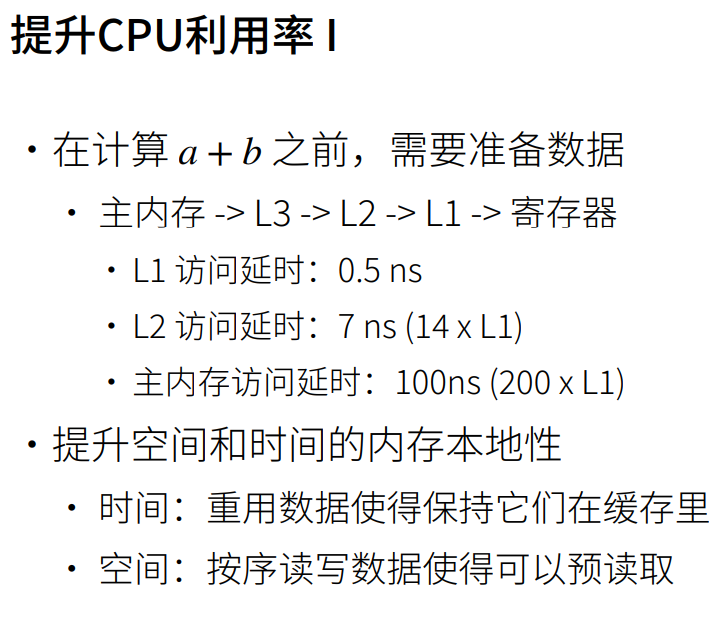 提升CPU利用率 I
• 在计算 a + b 之前，需要准备数据
• 主内存 -> L3 -> L2 -> L1 -> 寄存器
• L1 访问延时：0.5 ns
• L2 访问延时：7 ns (14 x L1)
• 主内存访问延时：100ns (200 x L1)
• 提升空间和时间的内存本地性
• 时间：重用数据使得保持它们在缓存里
• 空间：按序读写数据使得可以预读取